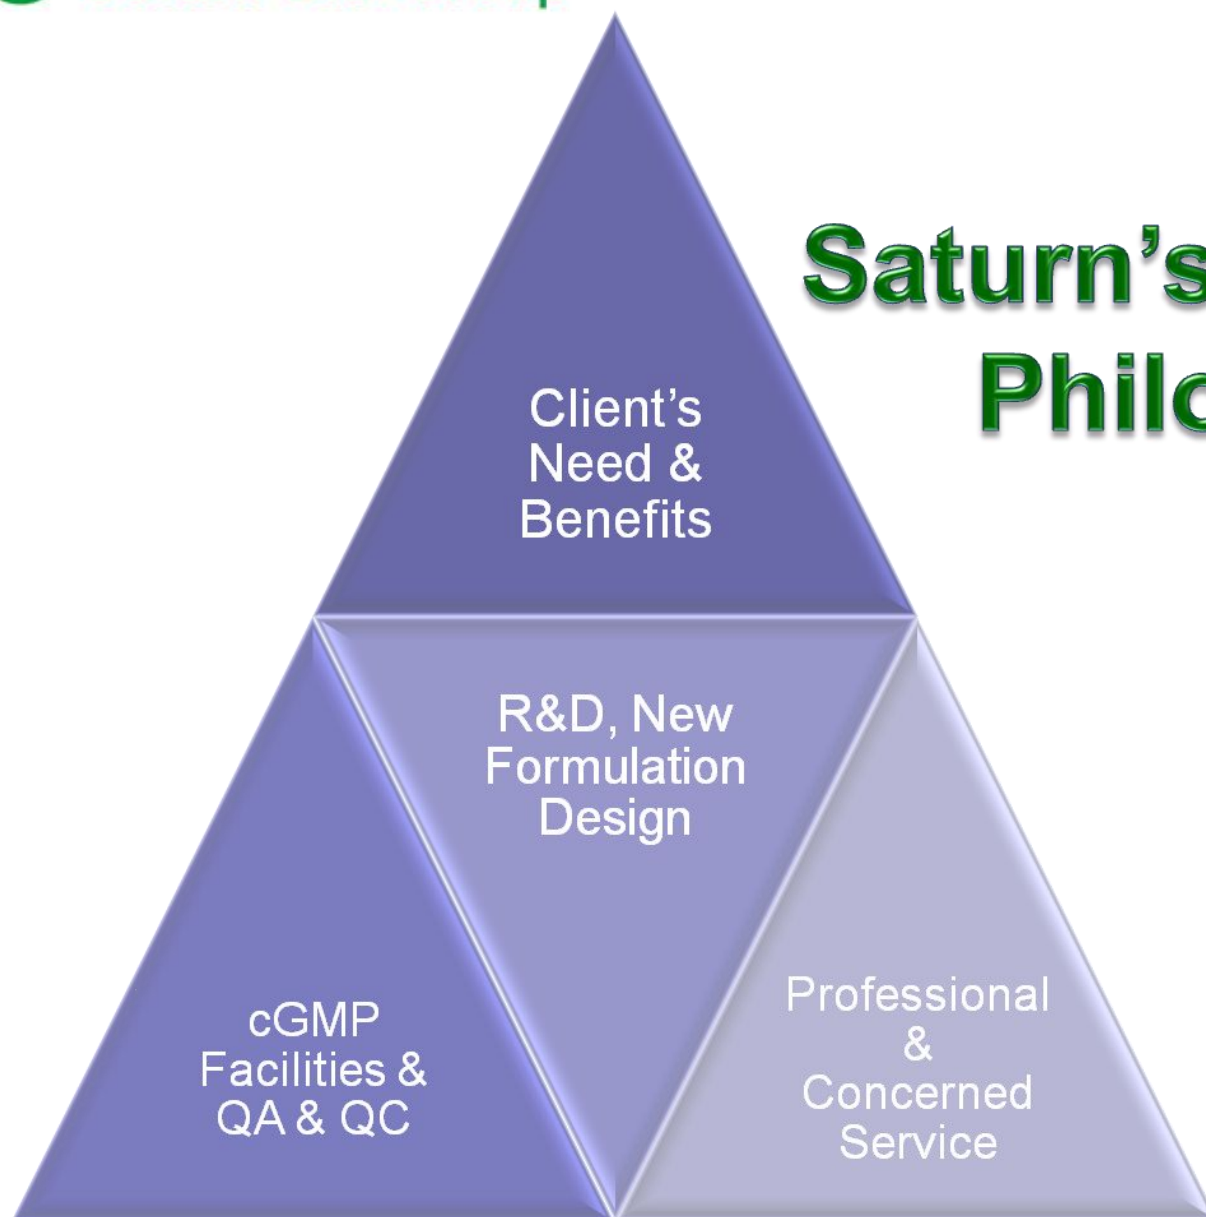 Saturn's
Philo
Client's
Need &
Benefits
R&D, New
Formulation
Design
cGMP
Facilities &
QA & QC
Professional
&
Concerned
Service